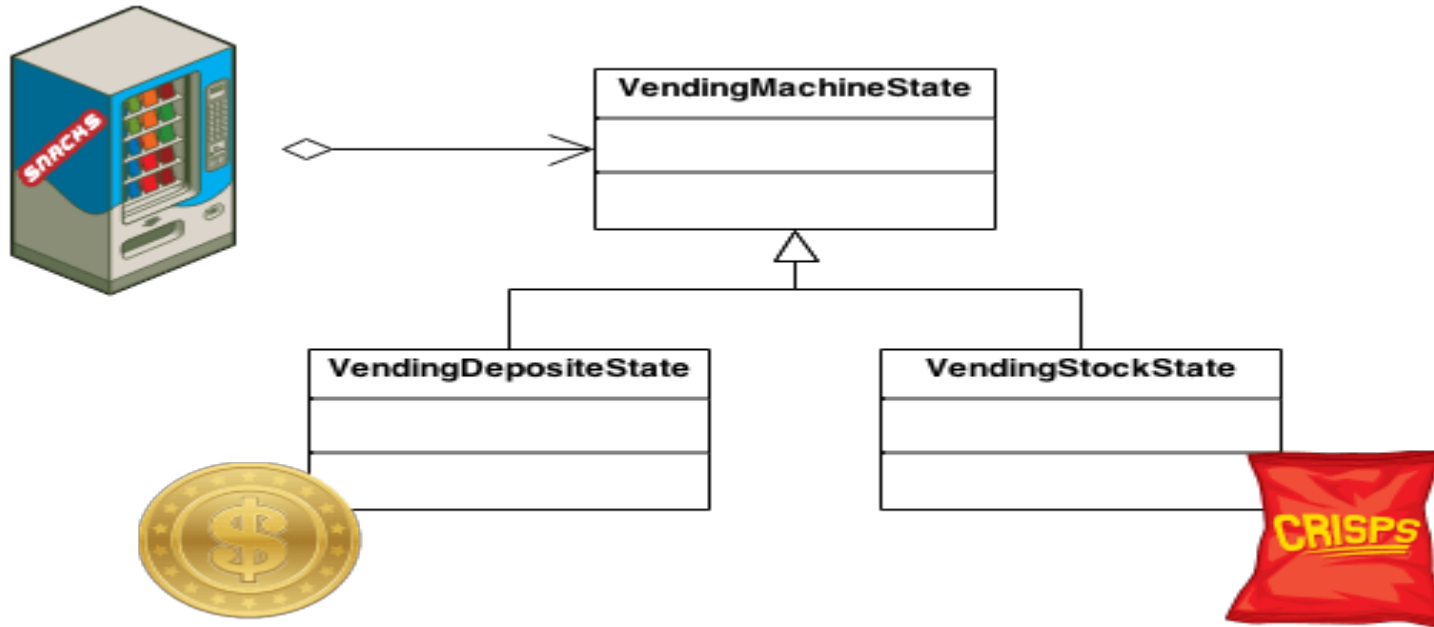 SNACKS
VendingMachineState
VendingDepositeState
VendingStockState
$
CRISPS